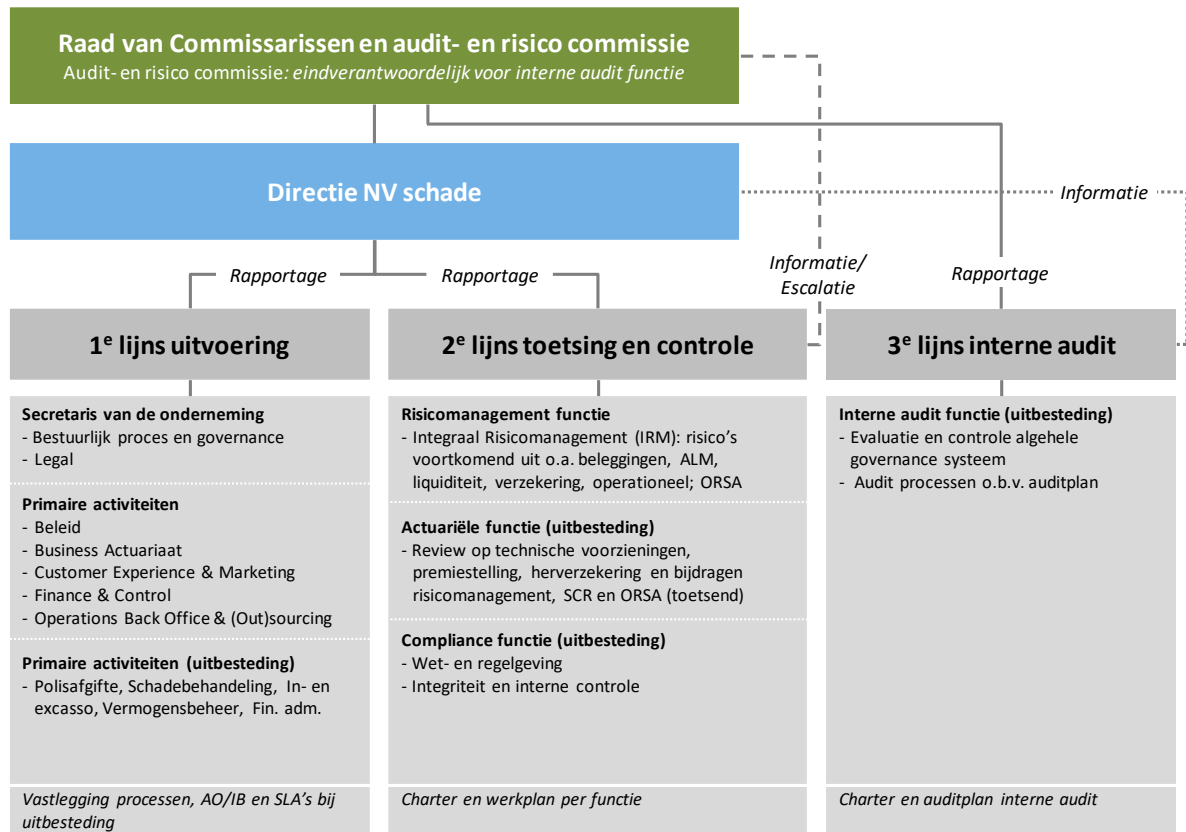 Raad van Commissarissen en audit- en risico commissie
Audit- en risico commissie: eindverantwoordelijk voor interne audit functie
Directie NV schade
Informatie
Rapportage
Rapportage
Informatie/
Escalatie
Rapportage
1e lijns uitvoering
2e lijns toetsing en controle
3e lijns interne audit
Secretaris van de onderneming
- Bestuurlijk proces en governance
- Legal
Primaire activiteiten
- Beleid
- Business Actuariaat
- Customer Experience & Marketing
- Finance & Control
- Operations Back Office & (Out)sourcing
Primaire activiteiten (uitbesteding)
- Polisafgifte, Schadebehandeling, In- en
excasso, Vermogensbeheer, Fin. adm.
Vastlegging processen, AO/IB en SLA's bij
uitbesteding
Risicomanagement functie
- Integraal Risicomanagement (IRM): risico's
voortkomend uit o.a. beleggingen, ALM,
liquiditeit, verzekering, operationeel; ORSA
Actuariële functie (uitbesteding)
- Review op technische voorzieningen,
premiestelling, herverzekering en bijdragen
risicomanagement, SCR en ORSA (toetsend)
Compliance functie (uitbesteding)
- Wet- en regelgeving
- Integriteit en interne controle
Charter en werkplan per functie
Interne audit functie (uitbesteding)
- Evaluatie en controle algehele
governance systeem
- Audit processen o.b.v. auditplan
Charter en auditplan interne audit